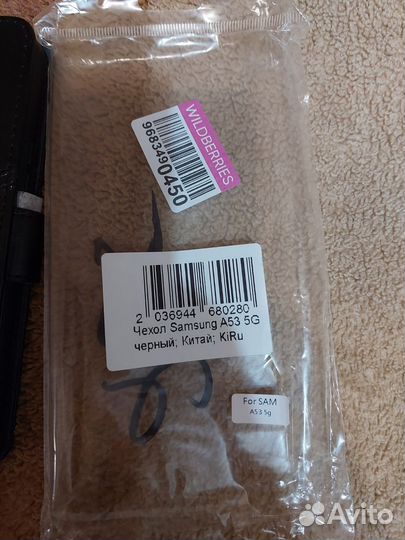 WILDBERRIES
9683490450
2 036944 680280
Чехол Samsung A53 5G
черный; Китай; KiRu
For SAM
A53 5g
Avito